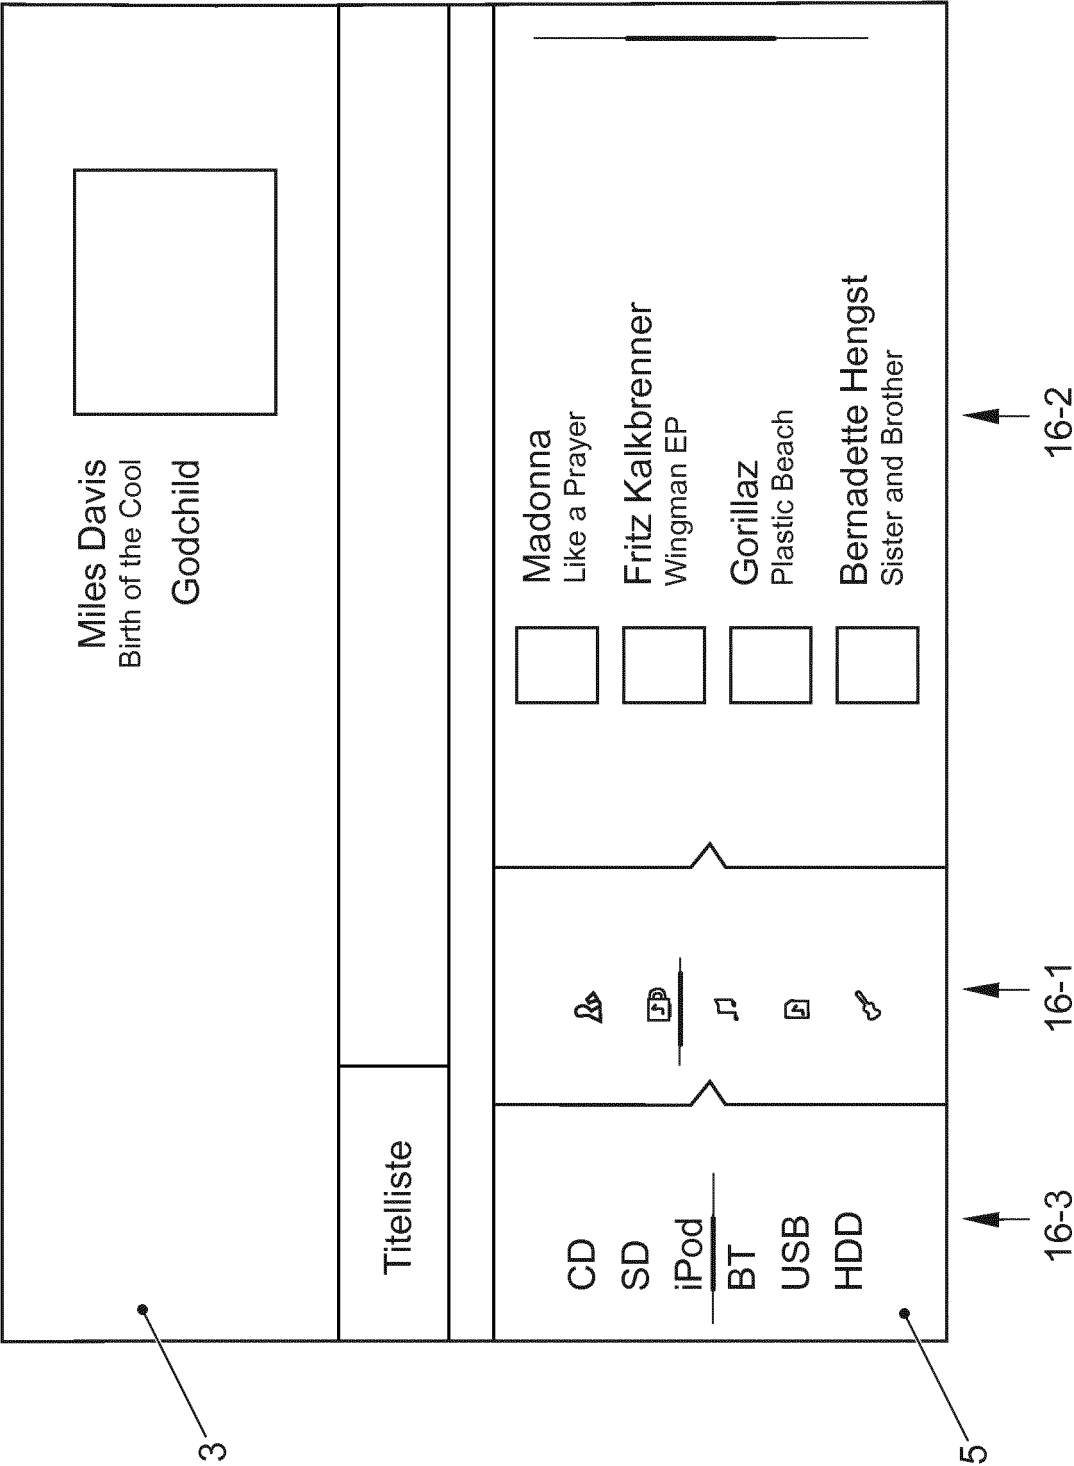 Miles Davis
Birth of the Cool
Godchild
Titelliste
CD
SD
iPod
BT
USB
HDD
Madonna
Like a Prayer
Fritz Kalkbrenner
Wingman EP
Gorillaz
Plastic Beach
Bernadette Hengst
Sister and Brother
3
5
16-3
16-1
16-2